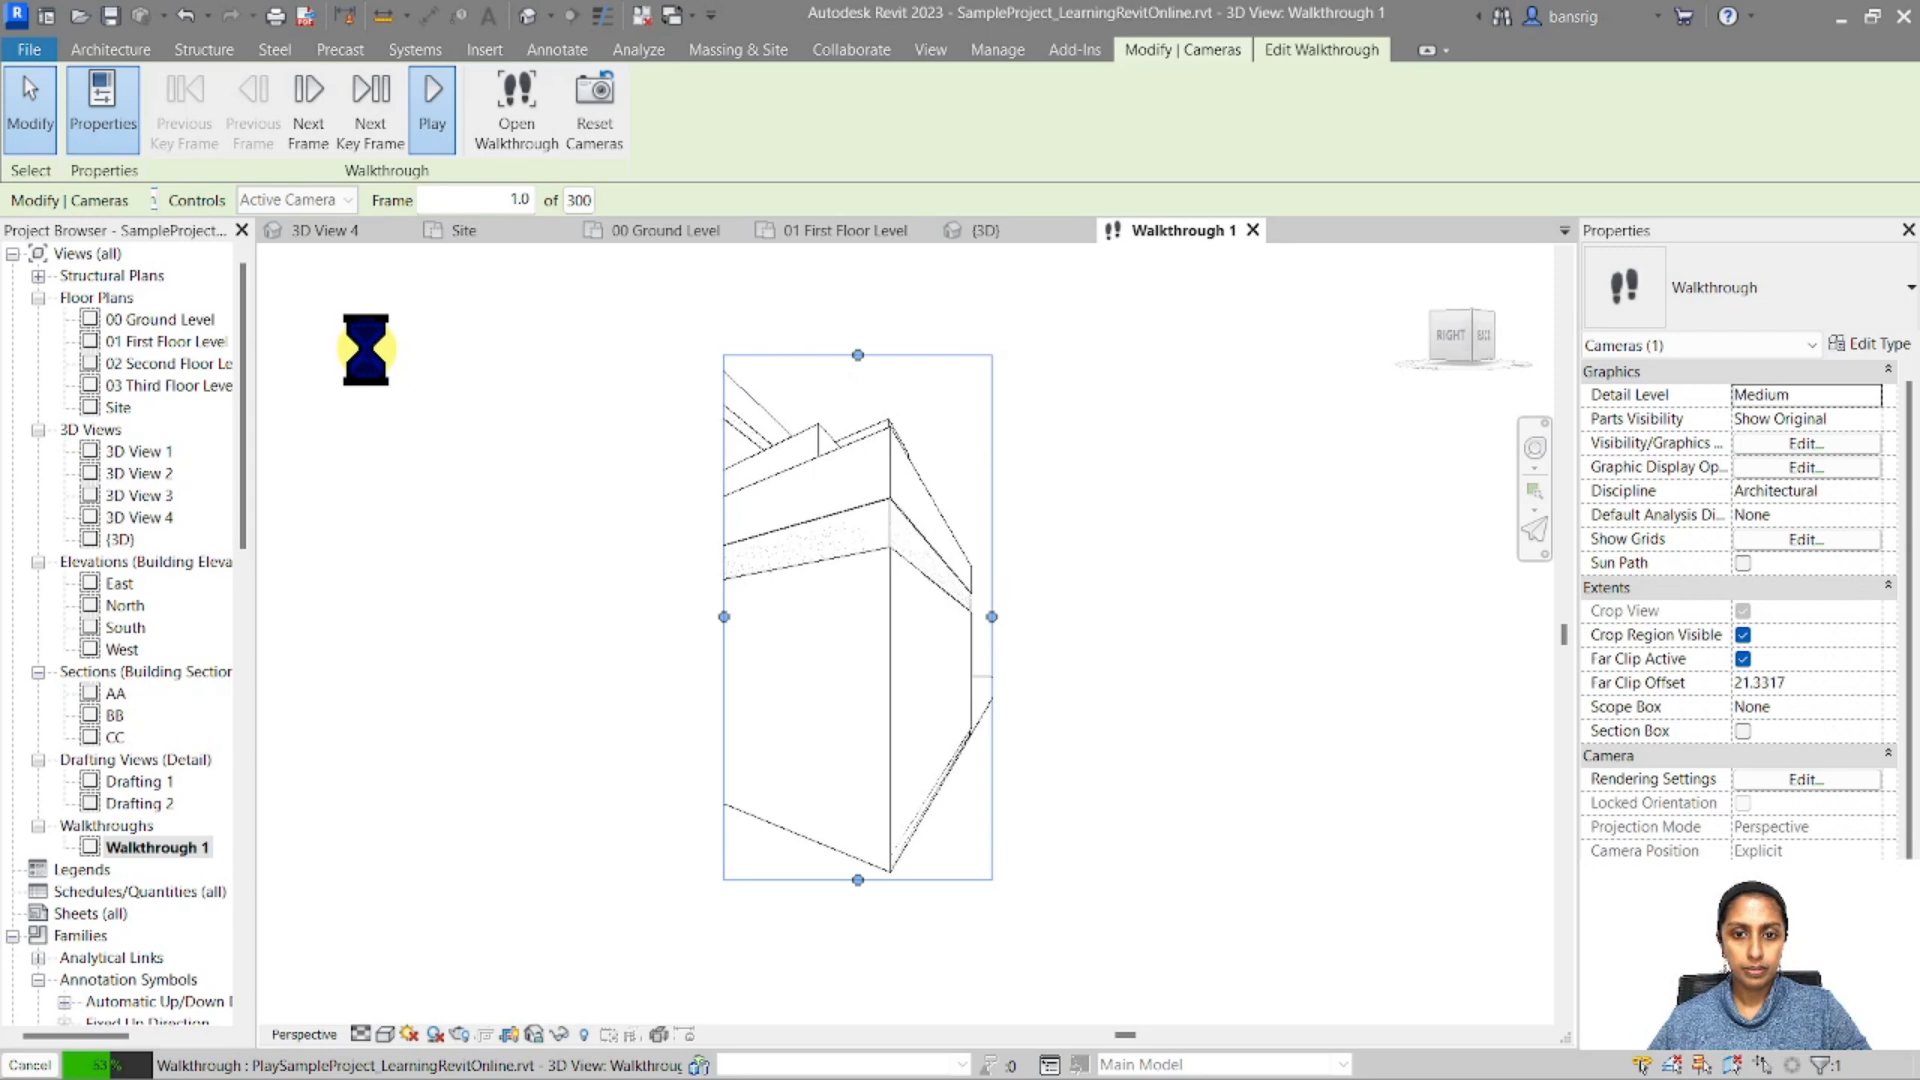 R
Autodesk Revit 2023 - SampleProject_LearningRevitOnline.rvt - 3D View: Walkthrough 1
bansrig
File Architecture Structure Steel Precast Systems Insert Annotate Analyze Massing & Site Collaborate View Manage Add-Ins Modify | Cameras Edit Walkthrough
Modify
Properties
Previous Key Frame
Previous Frame
Next Frame
Next Key Frame
Play
Open Walkthrough
Reset Cameras
Select Properties Walkthrough
Modify | Cameras Controls Active Camera Frame 1.0 of 300
Project Browser - SampleProject...
3D View 4 Site 00 Ground Level 01 First Floor Level {3D} Walkthrough 1
Views (all)
Structural Plans
Floor Plans
00 Ground Level
01 First Floor Level
02 Second Floor Le
03 Third Floor Leve
Site
3D Views
3D View 1
3D View 2
3D View 3
3D View 4
{3D}
Elevations (Building Eleva
East
North
South
West
Sections (Building Section
AA
BB
CC
Drafting Views (Detail)
Drafting 1
Drafting 2
Walkthroughs
Walkthrough 1
Legends
Schedules/Quantities (all)
Sheets (all)
Families
Analytical Links
Annotation Symbols
Automatic Up/Down
Fixed Up Direction
RIGHT
Properties
Walkthrough
Cameras (1) Edit Type
Graphics
Detail Level Medium
Parts Visibility Show Original
Visibility/Graphics ... Edit...
Graphic Display Op... Edit...
Discipline Architectural
Default Analysis Di... None
Show Grids Edit...
Sun Path
Extents
Crop View
Crop Region Visible
Far Clip Active
Far Clip Offset 21.3317
Scope Box None
Section Box
Camera
Rendering Settings Edit...
Locked Orientation
Projection Mode Perspective
Camera Position Explicit
Perspective
Cancel 53 % Walkthrough : PlaySampleProject_LearningRevitOnline.rvt - 3D View: Walkthroug :0 Main Model :1